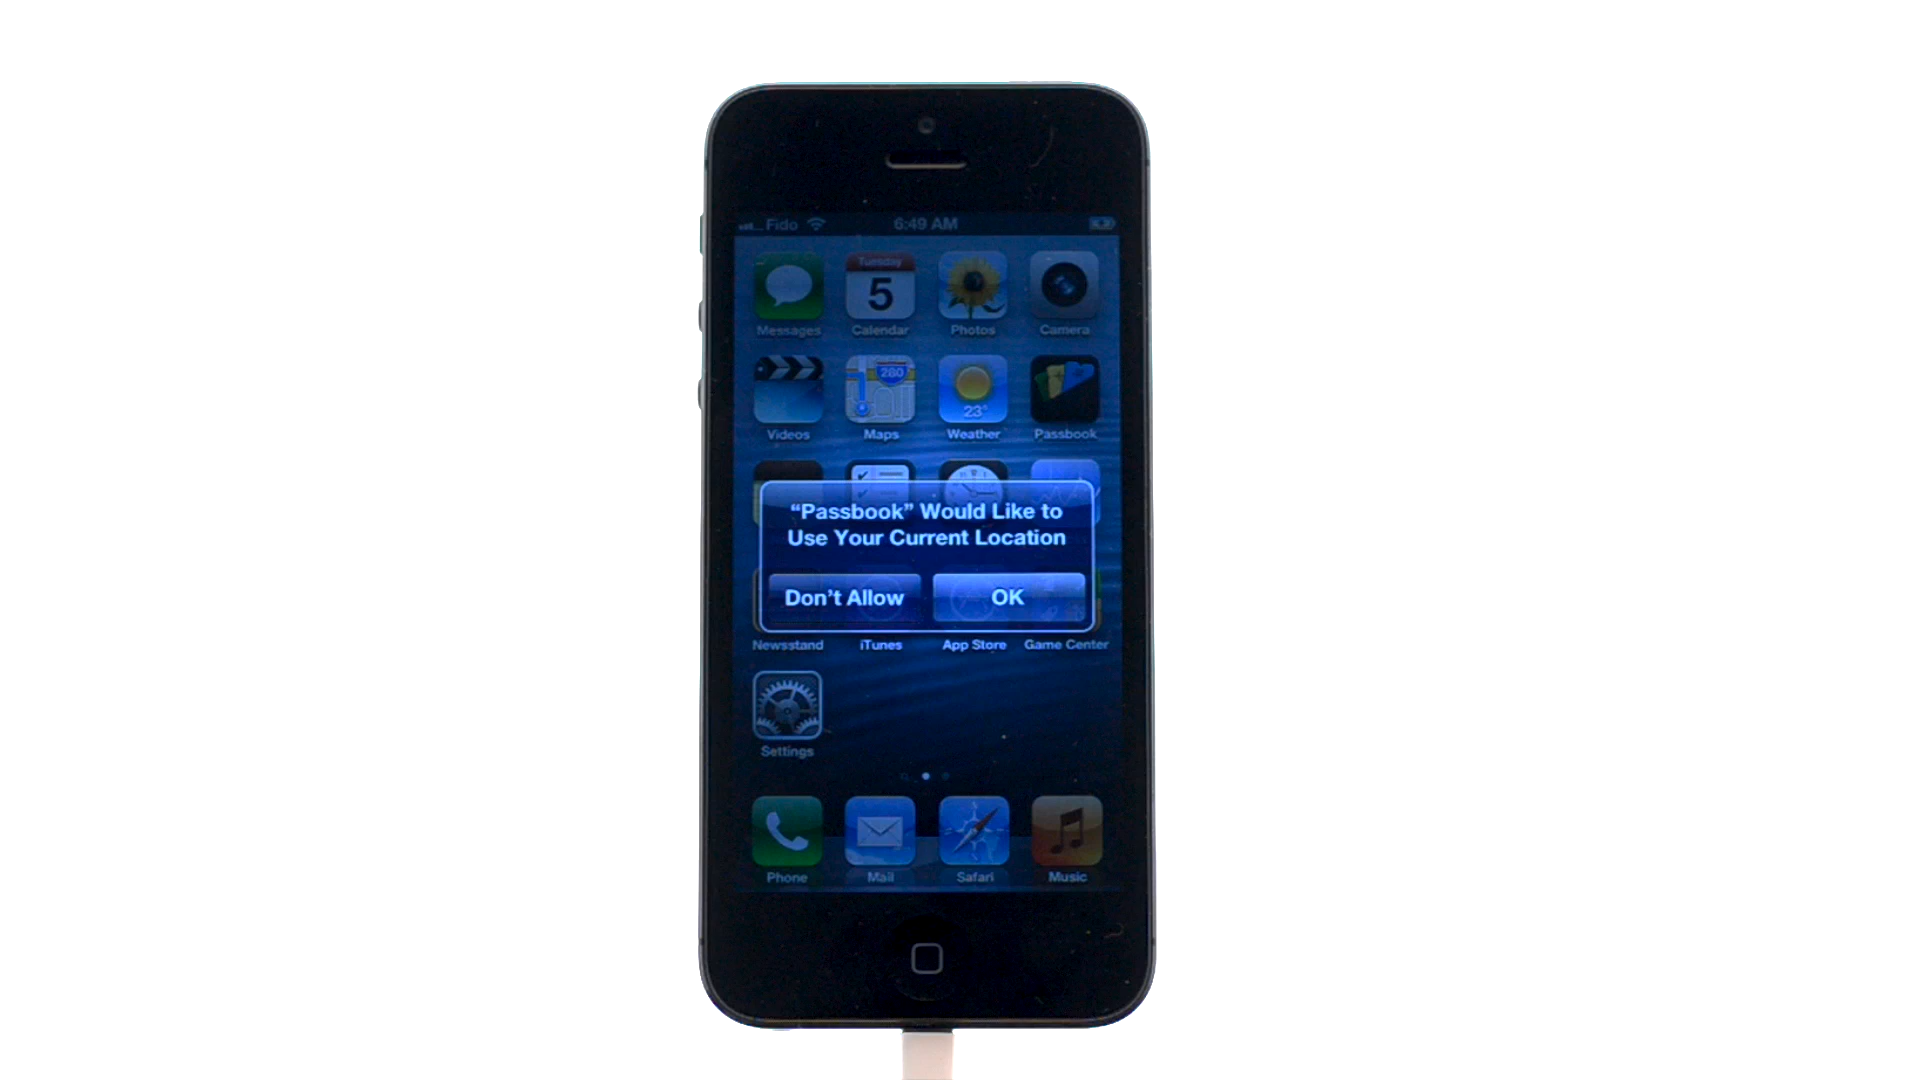 Fido 6:49 AM
Tuesday
5
Messages Calendar Photos Camera
280
23°
Videos Maps Weather Passbook
“Passbook” Would Like to
Use Your Current Location
Don’t Allow OK
Newsstand iTunes App Store Game Center
Settings
Phone Mail Safari Music